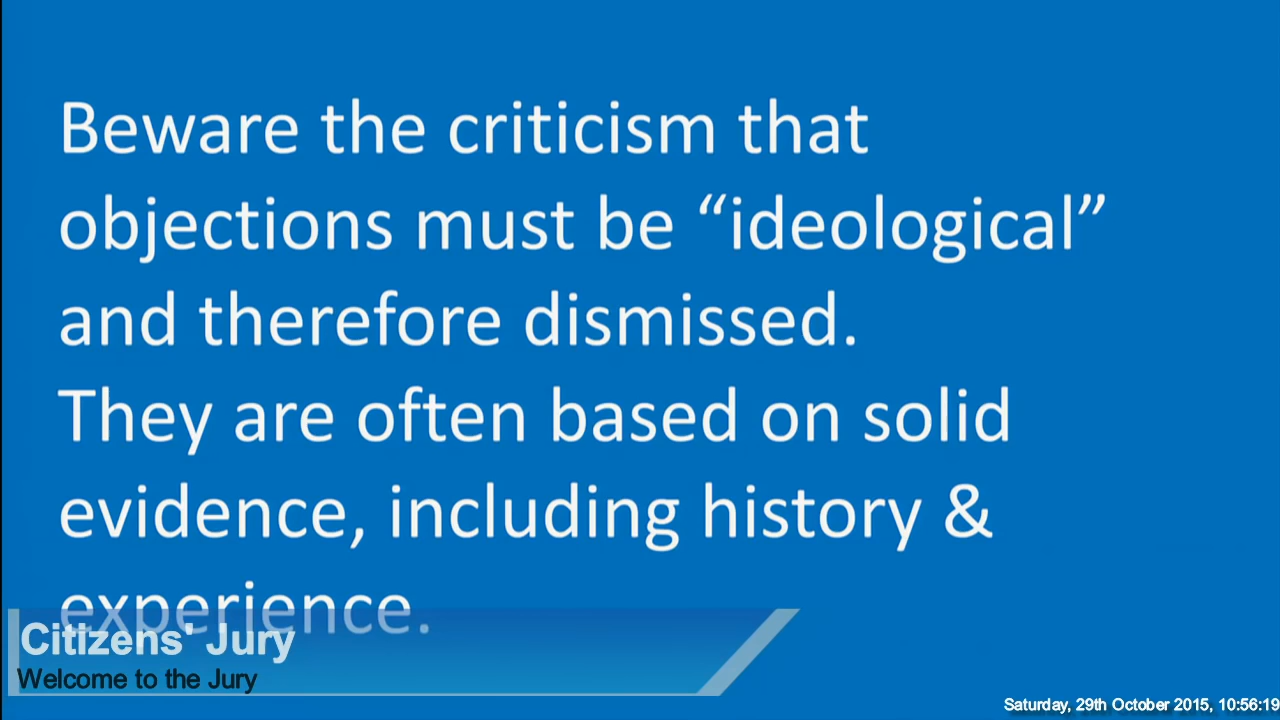 Beware the criticism that
objections must be “ideological”
and therefore dismissed.
They are often based on solid
evidence, including history &
experience.
Citizens' Jury
Welcome to the Jury
Saturday, 29th October 2015, 10:56:19